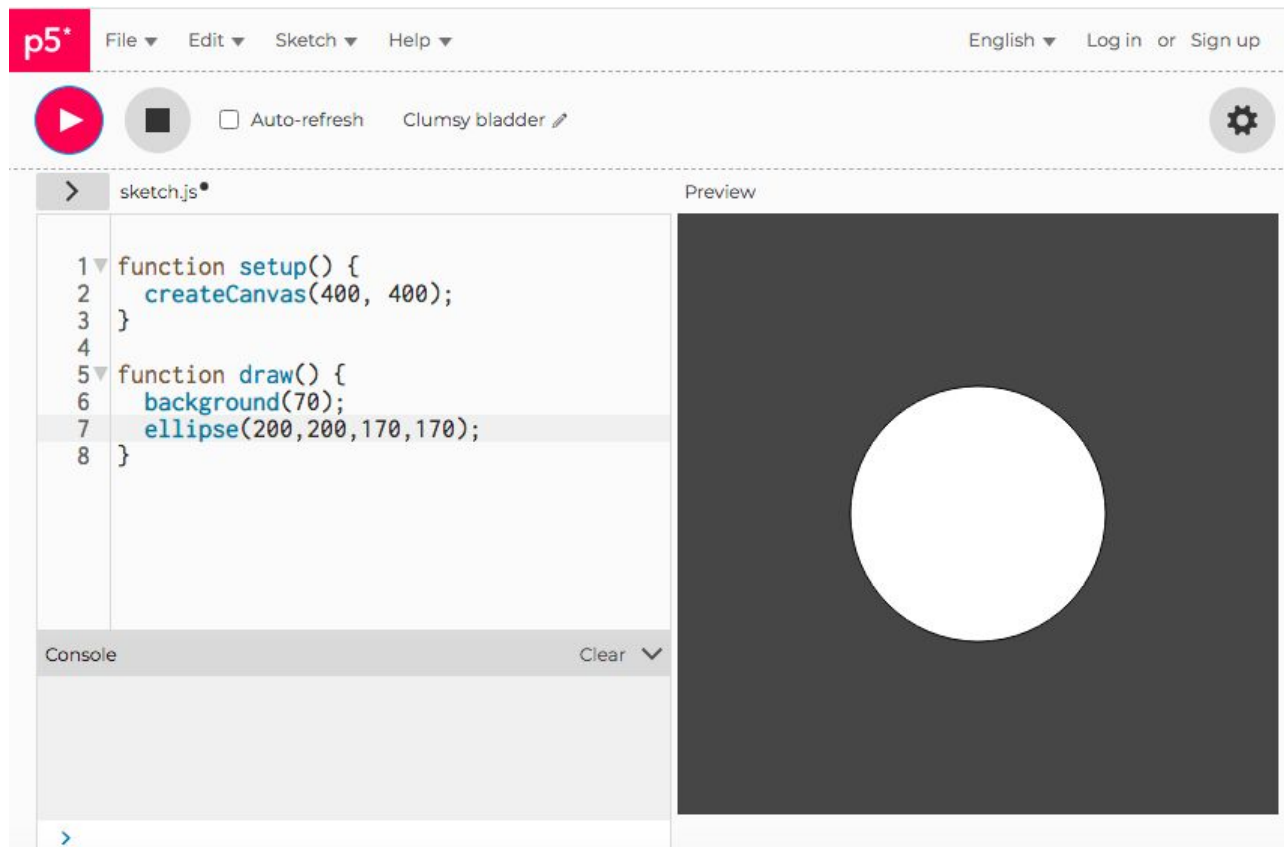 p5* File Edit Sketch Help English Log in or Sign up
Auto-refresh Clumsy bladder
sketch.js Preview
1 function setup() {
2 createCanvas(400, 400);
3 }
4
5 function draw() {
6 background(70);
7 ellipse(200,200,170,170);
8 }
Console Clear
>